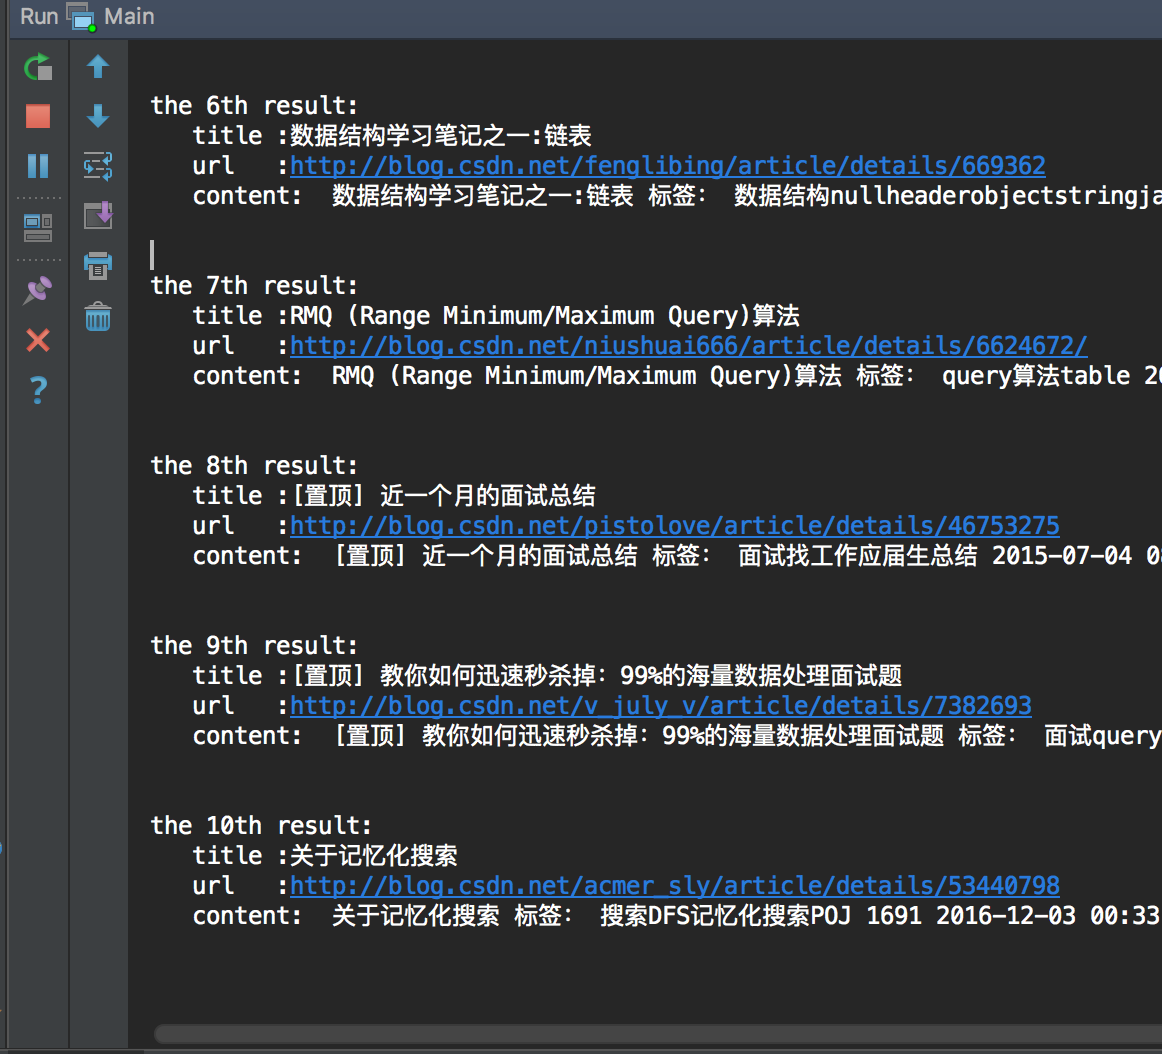 Run Main
the 6th result:
title :数据结构学习笔记之一:链表
url :http://blog.csdn.net/fenglibing/article/details/669362
content: 数据结构学习笔记之一:链表 标签: 数据结构nullheaderobjectstringja
the 7th result:
title :RMQ (Range Minimum/Maximum Query)算法
url :http://blog.csdn.net/niushuai666/article/details/6624672/
content: RMQ (Range Minimum/Maximum Query)算法 标签: query算法table 20
the 8th result:
title :[置顶] 近一个月的面试总结
url :http://blog.csdn.net/pistolove/article/details/46753275
content: [置顶] 近一个月的面试总结 标签: 面试找工作应届生总结 2015-07-04 08
the 9th result:
title :[置顶] 教你如何迅速秒杀掉：99%的海量数据处理面试题
url :http://blog.csdn.net/v_july_v/article/details/7382693
content: [置顶] 教你如何迅速秒杀掉：99%的海量数据处理面试题 标签: 面试query
the 10th result:
title :关于记忆化搜索
url :http://blog.csdn.net/acmer_sly/article/details/53440798
content: 关于记忆化搜索 标签: 搜索DFS记忆化搜索POJ 1691 2016-12-03 00:33